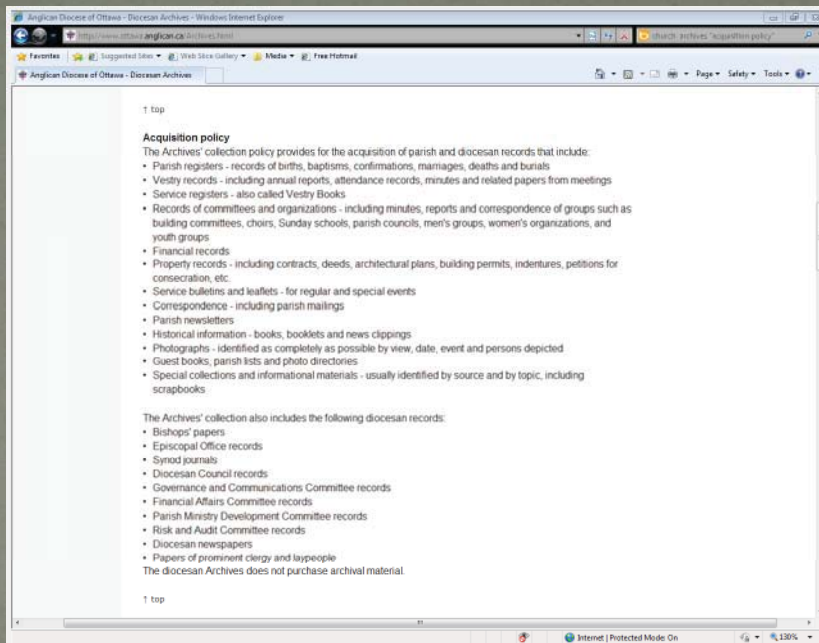 Anglican Diocese of Ottawa - Diocesan Archives - Windows Internet Explorer
http://www.ottawa.anglican.ca/Archives.html
church archives "acquisition policy"
Favorites Suggested Sites Web Slice Gallery Media Free Hotmail
Anglican Diocese of Ottawa - Diocesan Archives
Page Safety Tools
↑ top
Acquisition policy
The Archives' collection policy provides for the acquisition of parish and diocesan records that include:
• Parish registers - records of births, baptisms, confirmations, marriages, deaths and burials
• Vestry records - including annual reports, attendance records, minutes and related papers from meetings
• Service registers - also called Vestry Books
• Records of committees and organizations - including minutes, reports and correspondence of groups such as
building committees, choirs, Sunday schools, parish councils, men's groups, women's organizations, and
youth groups
• Financial records
• Property records - including contracts, deeds, architectural plans, building permits, indentures, petitions for
consecration, etc.
• Service bulletins and leaflets - for regular and special events
• Correspondence - including parish mailings
• Parish newsletters
• Historical information - books, booklets and news clippings
• Photographs - identified as completely as possible by view, date, event and persons depicted
• Guest books, parish lists and photo directories
• Special collections and informational materials - usually identified by source and by topic, including
scrapbooks
The Archives' collection also includes the following diocesan records:
• Bishops' papers
• Episcopal Office records
• Synod journals
• Diocesan Council records
• Governance and Communications Committee records
• Financial Affairs Committee records
• Parish Ministry Development Committee records
• Risk and Audit Committee records
• Diocesan newspapers
• Papers of prominent clergy and laypeople
The diocesan Archives does not purchase archival material.
↑ top
Internet | Protected Mode: On
130%